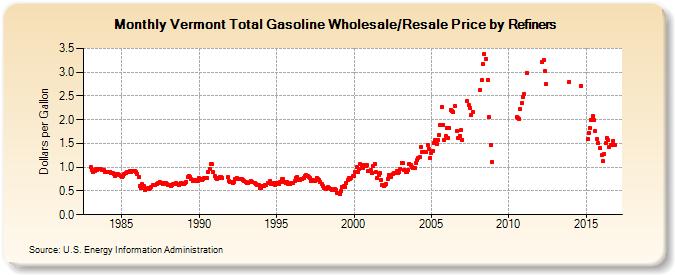 Monthly Vermont Total Gasoline Wholesale/Resale Price by Refiners
Dollars per Gallon
3.5
3.0
2.5
2.0
1.5
1.0
0.5
0.0
1985 1990 1995 2000 2005 2010 2015
Source: U.S. Energy Information Administration